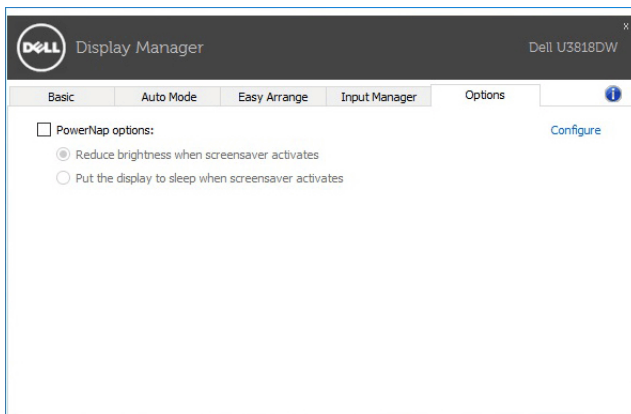 DELL Display Manager Dell U3818DW x
Basic Auto Mode Easy Arrange Input Manager Options i
PowerNap options: Configure
Reduce brightness when screensaver activates
Put the display to sleep when screensaver activates